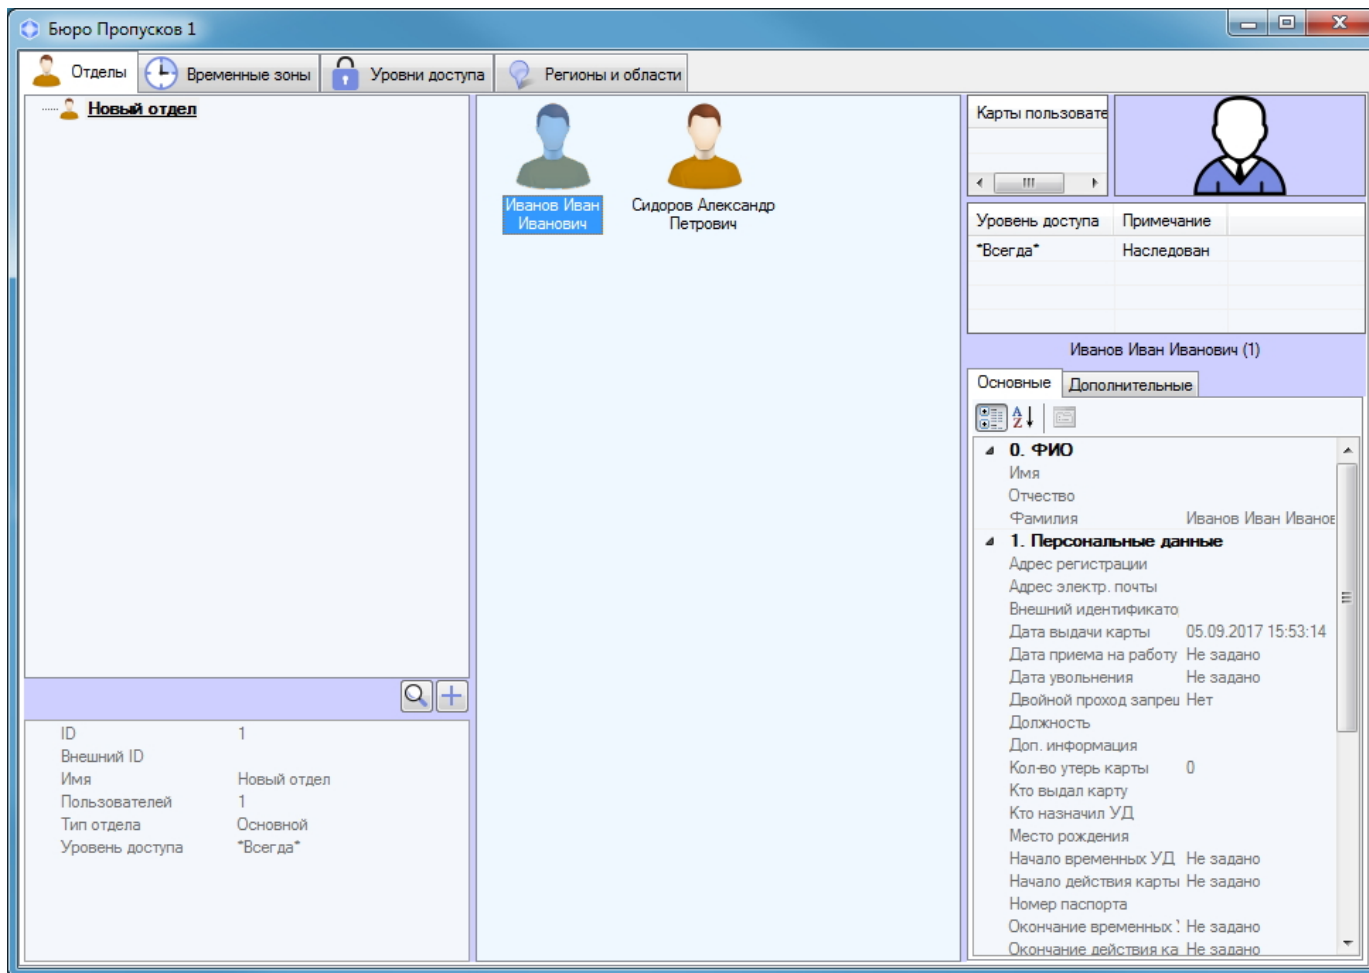 Бюро Пропусков 1
Отделы Временные зоны Уровни доступа Регионы и области
Новый отдел
ID 1
Внешний ID
Имя Новый отдел
Пользователей 1
Тип отдела Основной
Уровень доступа *Всегда*
Иванов Иван
Иванович
Сидоров Александр
Петрович
Карты пользовате
Уровень доступа Примечание
*Всегда* Наследован
Иванов Иван Иванович (1)
Основные Дополнительные
0. ФИО
Имя
Отчество
Фамилия Иванов Иван Иванов
1. Персональные данные
Адрес регистрации
Адрес электр. почты
Внешний идентификато
Дата выдачи карты 05.09.2017 15:53:14
Дата приема на работу Не задано
Дата увольнения Не задано
Двойной проход запрещ Нет
Должность
Доп. информация
Кол-во утерь карты 0
Кто выдал карту
Кто назначил УД
Место рождения
Начало временных УД Не задано
Начало действия карты Не задано
Номер паспорта
Окончание временных Не задано
Окончание действия ка Не задано